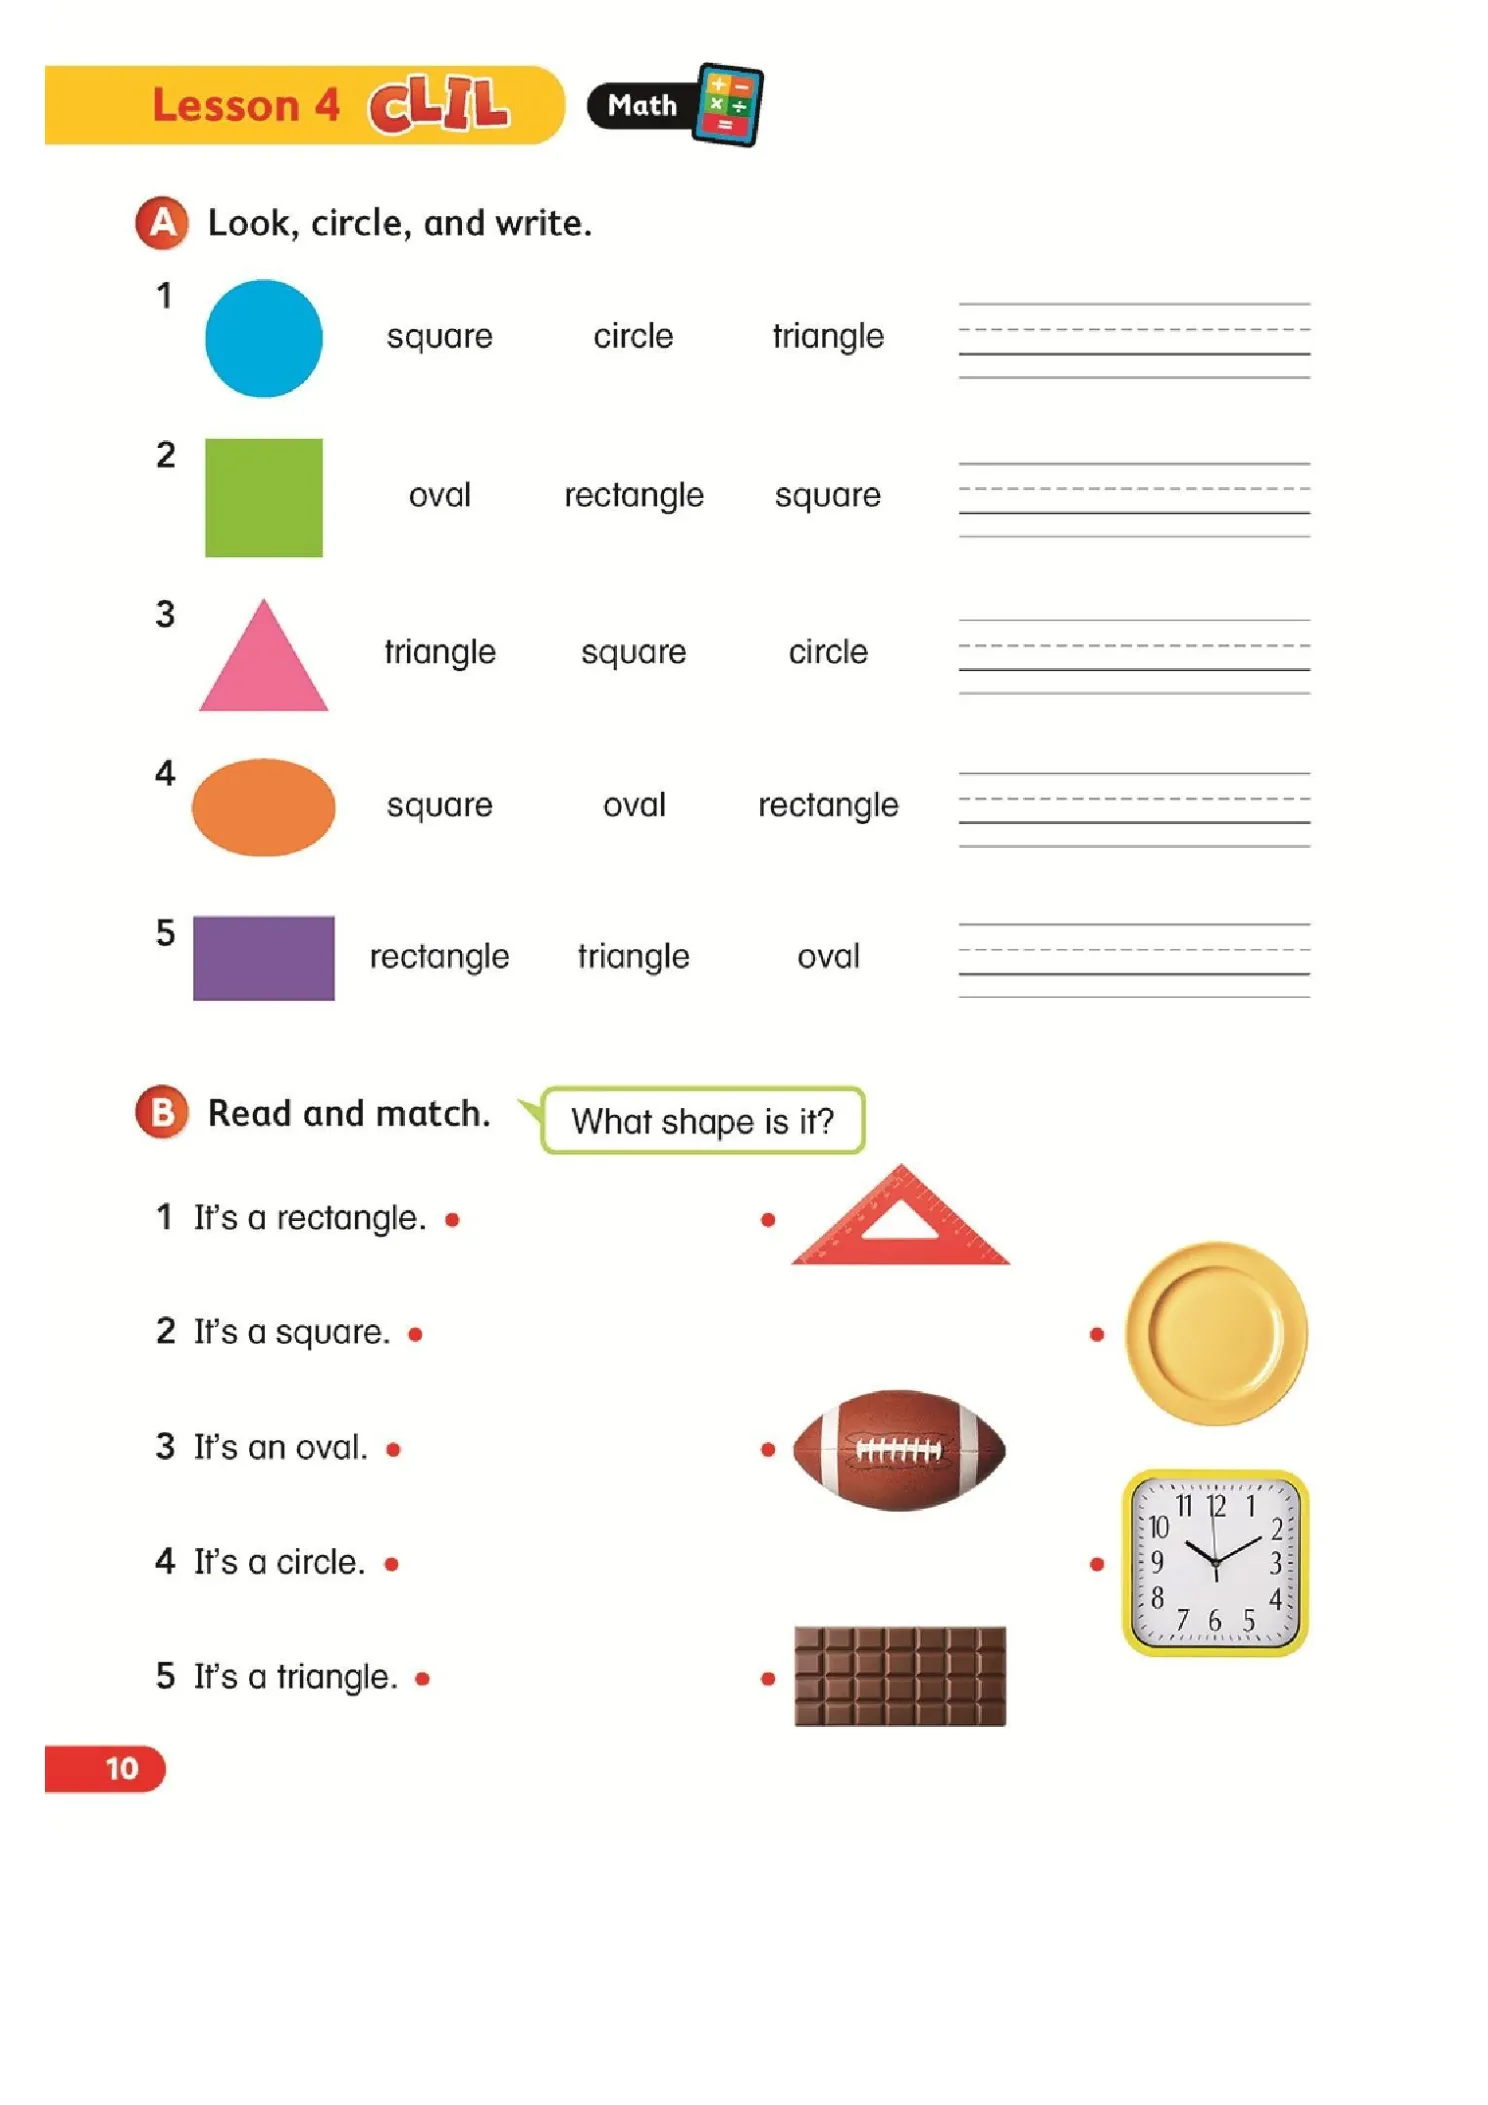 Lesson 4 CLIL Math
+ −
× ÷
=
A Look, circle, and write.
1 square circle triangle
2 oval rectangle square
3 triangle square circle
4 square oval rectangle
5 rectangle triangle oval
B Read and match. What shape is it?
1 It's a rectangle.
2 It's a square.
3 It's an oval.
4 It's a circle.
5 It's a triangle.
11 12 1
10 2
9 3
8 4
7 6 5
10